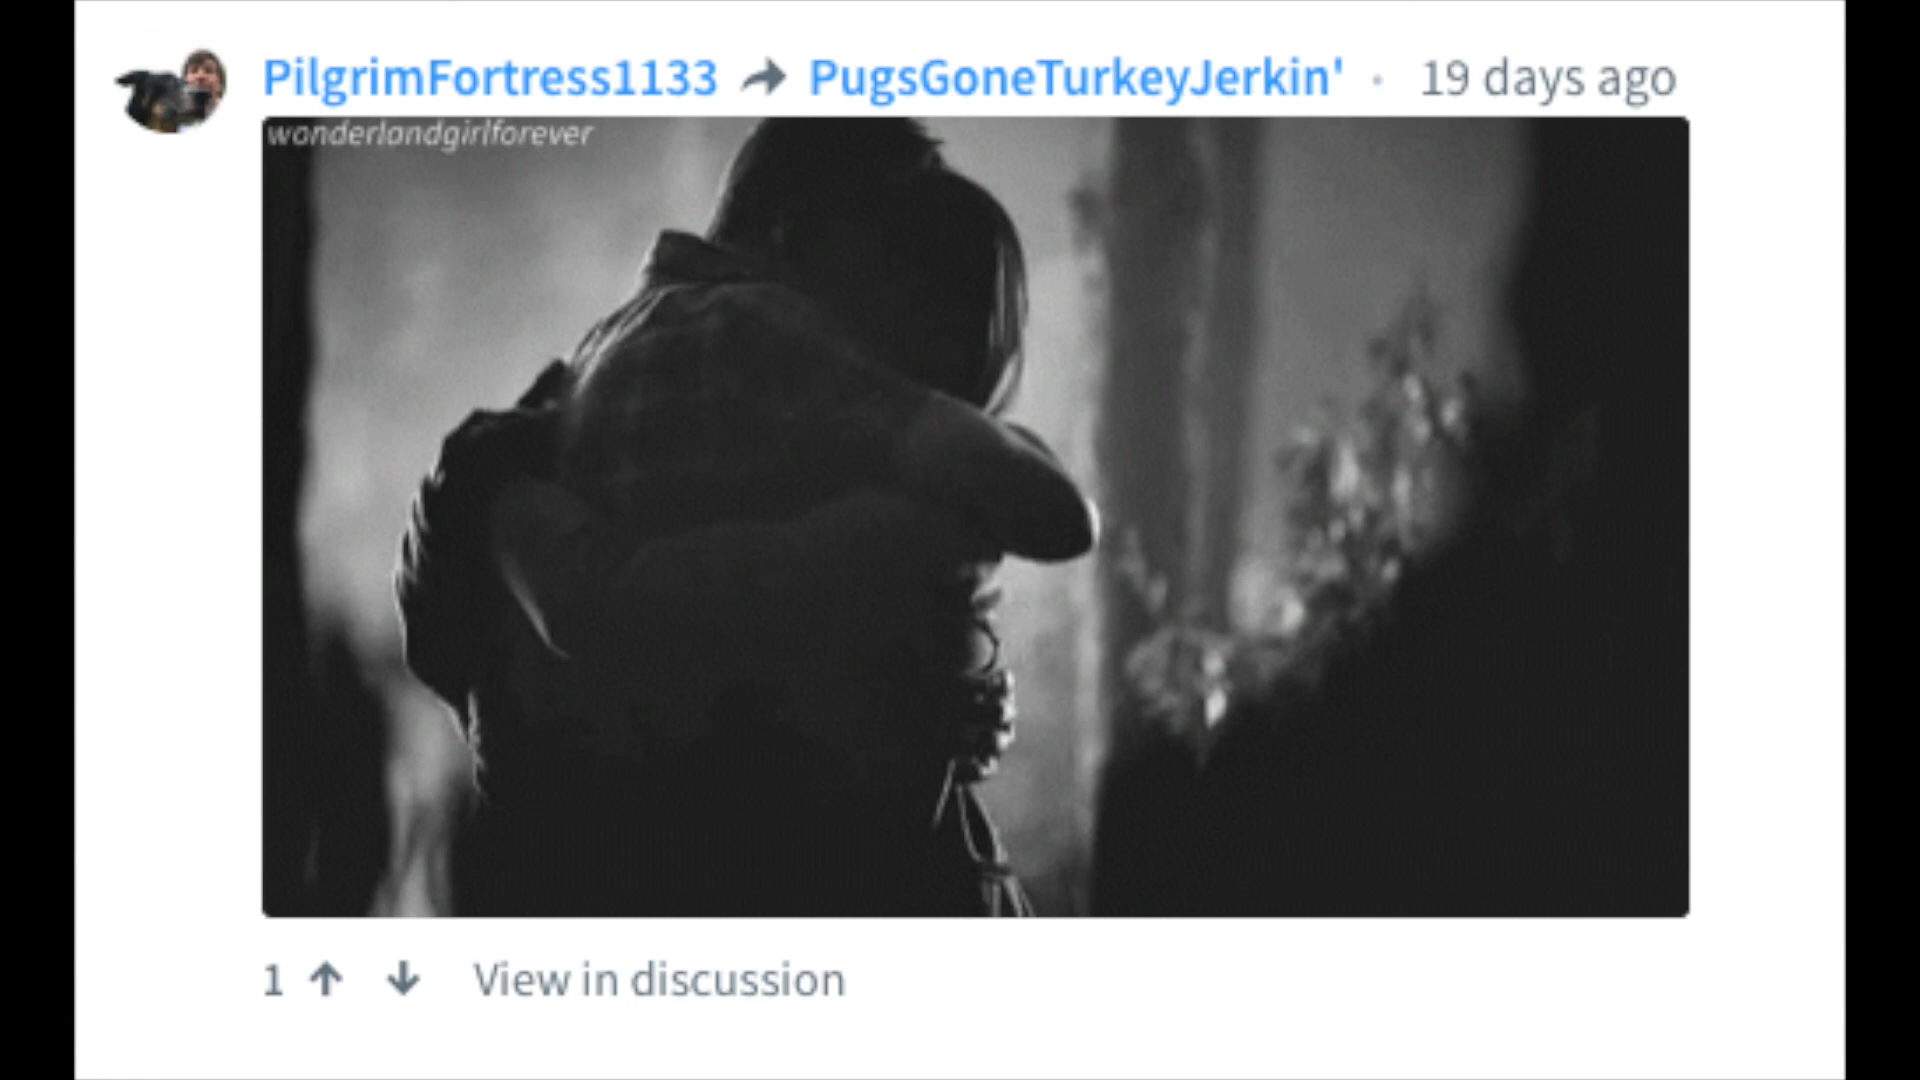 PilgrimFortress1133 PugsGoneTurkeyJerkin' · 19 days ago
wonderlandgirlforever
1 View in discussion